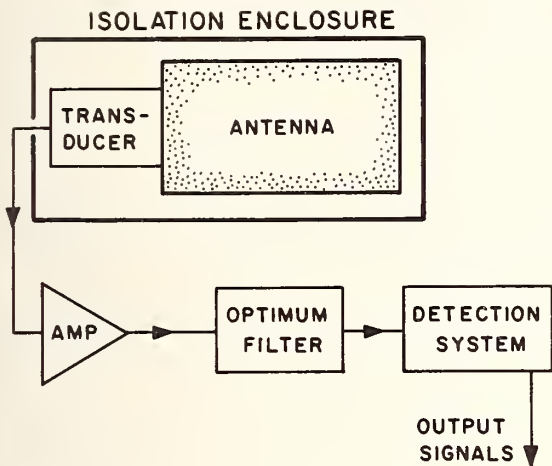 ISOLATION ENCLOSURE
TRANS-
DUCER
ANTENNA
AMP
OPTIMUM
FILTER
DETECTION
SYSTEM
OUTPUT
SIGNALS